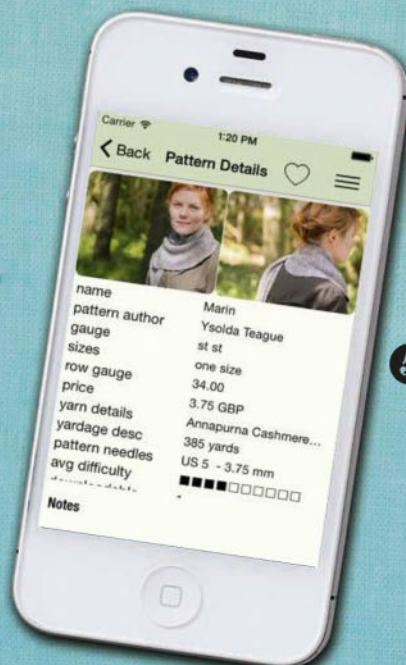 Carrier
1:20 PM
Back Pattern Details
name Marin
pattern author Ysolda Teague
gauge st st
sizes one size
row gauge 34.00
price 3.75 GBP
yarn details Annapurna Cashmere...
yardage desc 385 yards
pattern needles US 5 - 3.75 mm
avg difficulty
Notes